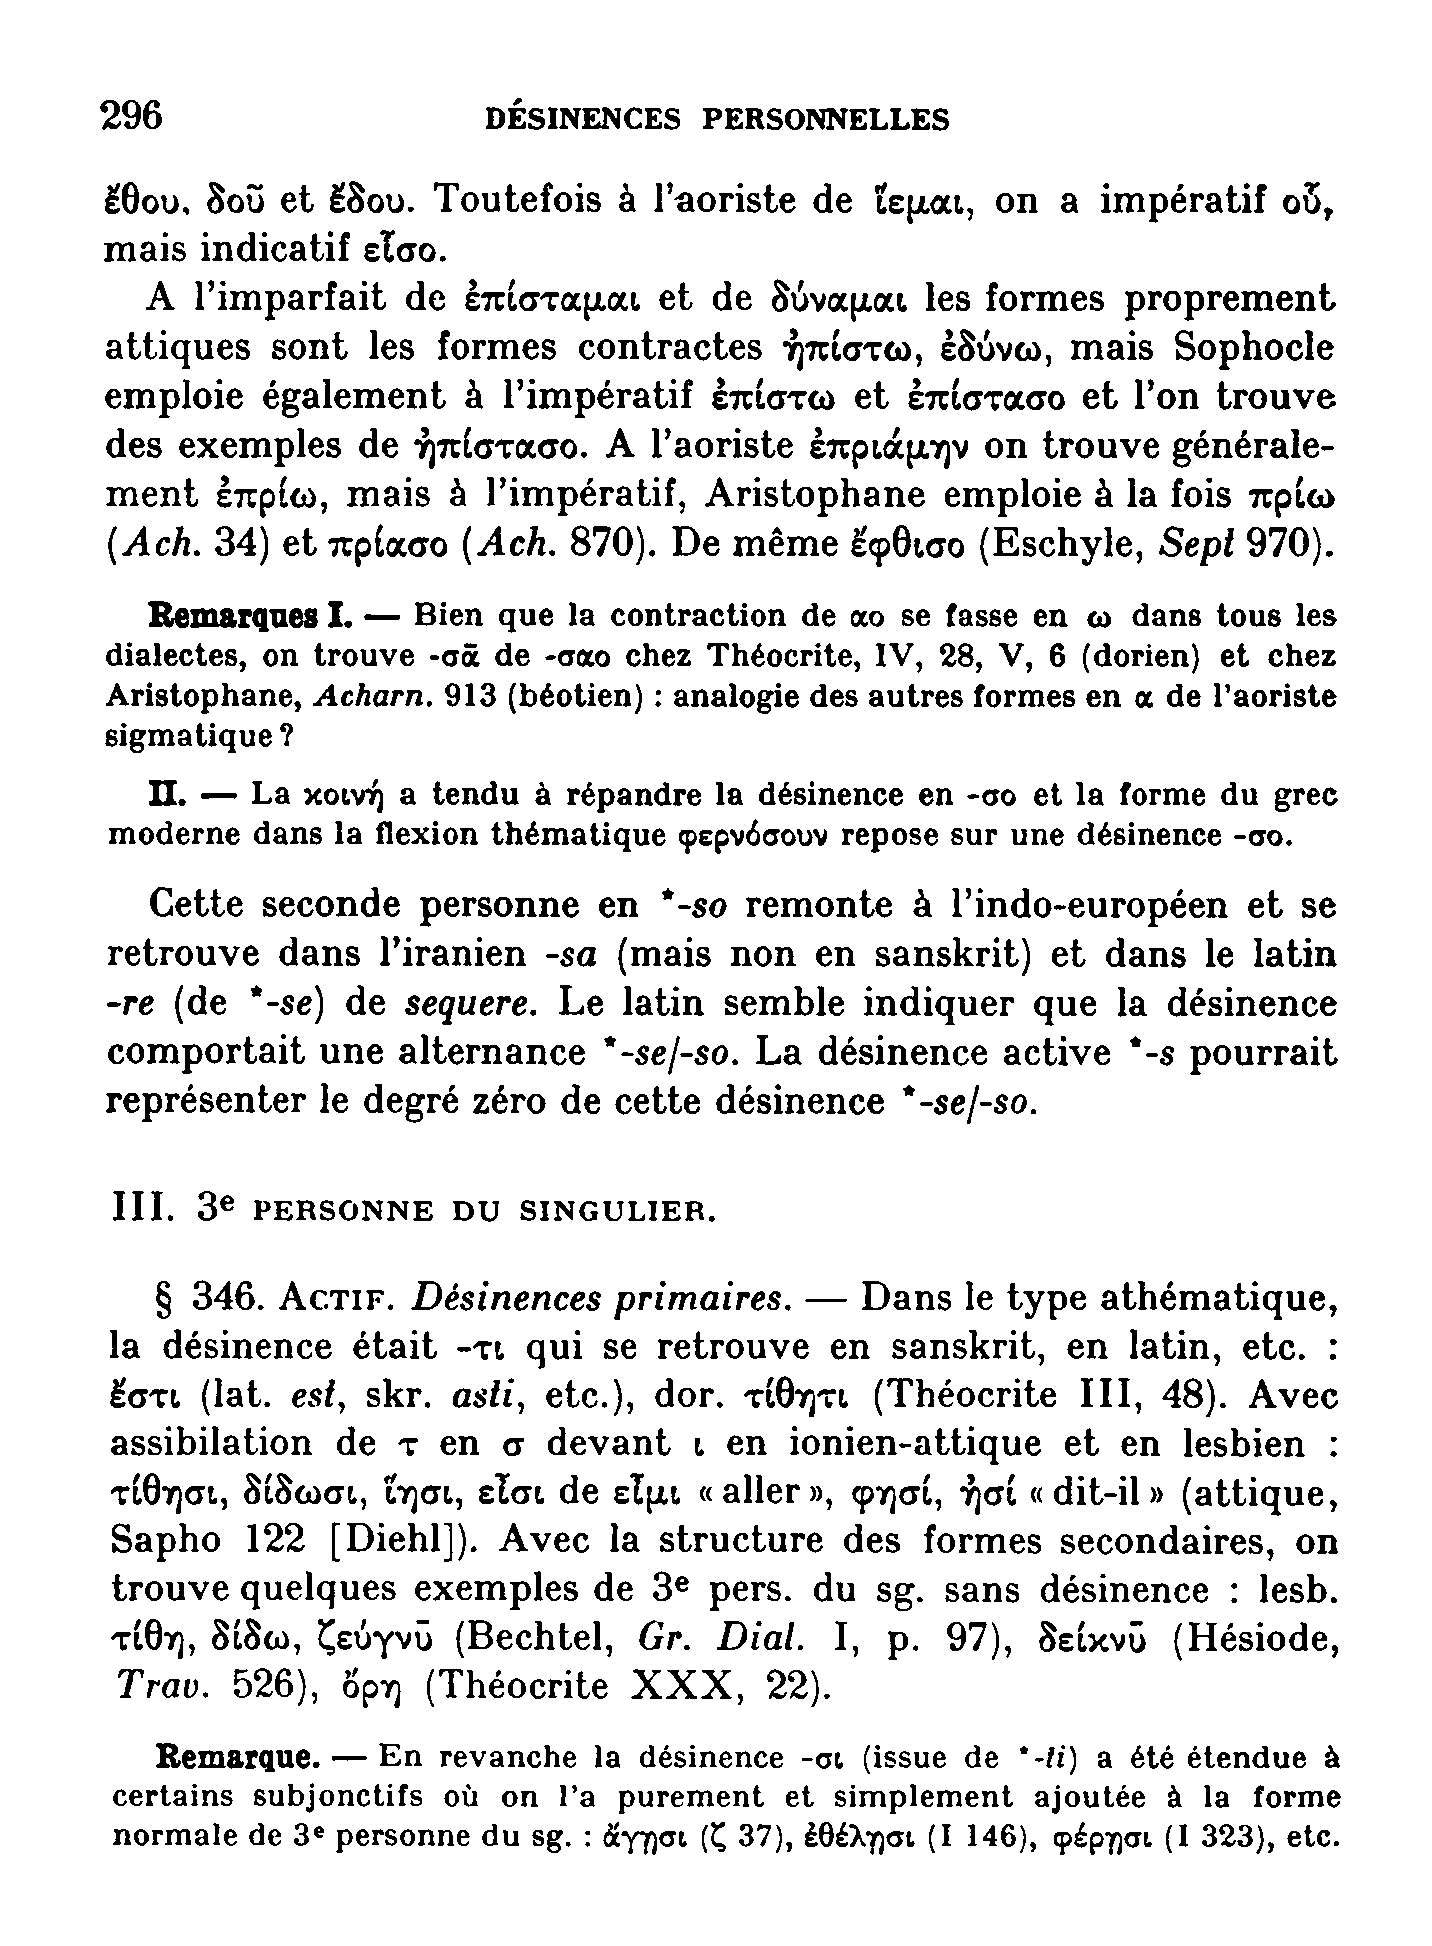 296 DÉSINENCES PERSONNELLES
ἔθου, δοῦ et ἔδου. Toutefois à l'aoriste de ἵεμαι, on a impératif οὗ,
mais indicatif εἷσο.
A l'imparfait de ἐπίσταμαι et de δύναμαι les formes proprement
attiques sont les formes contractes ἠπίστω, ἐδύνω, mais Sophocle
emploie également à l'impératif ἐπίστω et ἐπίστασο et l'on trouve
des exemples de ἠπίστασο. A l'aoriste ἐπριάμην on trouve générale-
ment ἐπρίω, mais à l'impératif, Aristophane emploie à la fois πρίω
(Ach. 34) et πρίασο (Ach. 870). De même ἔφθισο (Eschyle, Sept 970).
Remarques I. — Bien que la contraction de αο se fasse en ω dans tous les
dialectes, on trouve -σᾱ de -σαο chez Théocrite, IV, 28, V, 6 (dorien) et chez
Aristophane, Acharn. 913 (béotien) : analogie des autres formes en α de l'aoriste
sigmatique ?
II. — La κοινή a tendu à répandre la désinence en -σο et la forme du grec
moderne dans la flexion thématique φερνόσουν repose sur une désinence -σο.
Cette seconde personne en *-so remonte à l'indo-européen et se
retrouve dans l'iranien -sa (mais non en sanskrit) et dans le latin
-re (de *-se) de sequere. Le latin semble indiquer que la désinence
comportait une alternance *-se/-so. La désinence active *-s pourrait
représenter le degré zéro de cette désinence *-se/-so.
III. 3e PERSONNE DU SINGULIER.
§ 346. ACTIF. Désinences primaires. — Dans le type athématique,
la désinence était -τι qui se retrouve en sanskrit, en latin, etc. :
ἔστι (lat. est, skr. asti, etc.), dor. τίθητι (Théocrite III, 48). Avec
assibilation de τ en σ devant ι en ionien-attique et en lesbien :
τίθησι, δίδωσι, ἵησι, εἶσι de εἶμι « aller », φησί, ἠσί « dit-il » (attique,
Sapho 122 [Diehl]). Avec la structure des formes secondaires, on
trouve quelques exemples de 3e pers. du sg. sans désinence : lesb.
τίθη, δίδω, ζεύγνῡ (Bechtel, Gr. Dial. I, p. 97), δείκνῡ (Hésiode,
Trav. 526), ὄρη (Théocrite XXX, 22).
Remarque. — En revanche la désinence -σι (issue de *-ti) a été étendue à
certains subjonctifs où on l'a purement et simplement ajoutée à la forme
normale de 3e personne du sg. : ἄγῃσι (ζ 37), ἐθέλῃσι (I 146), φέρῃσι (I 323), etc.